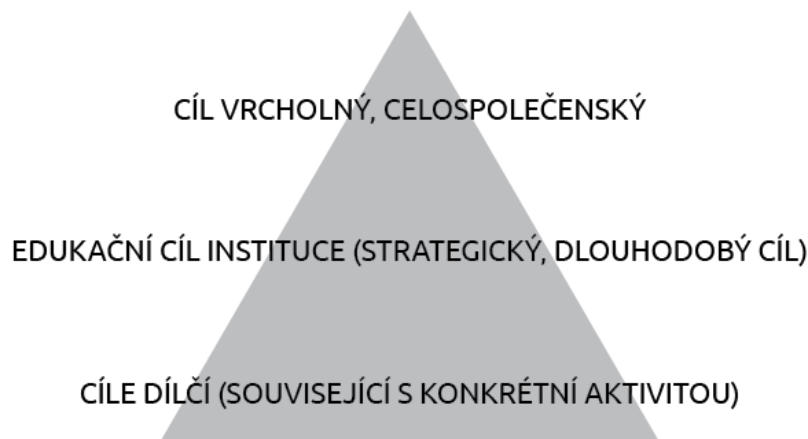 CÍL VRCHOLNÝ, CELOSPOLEČENSKÝ
EDUKAČNÍ CÍL INSTITUCE (STRATEGICKÝ, DLOUHODOBÝ CÍL)
CÍLE DÍLČÍ (SOUVISEJÍCÍ S KONKRÉTNÍ AKTIVITOU)